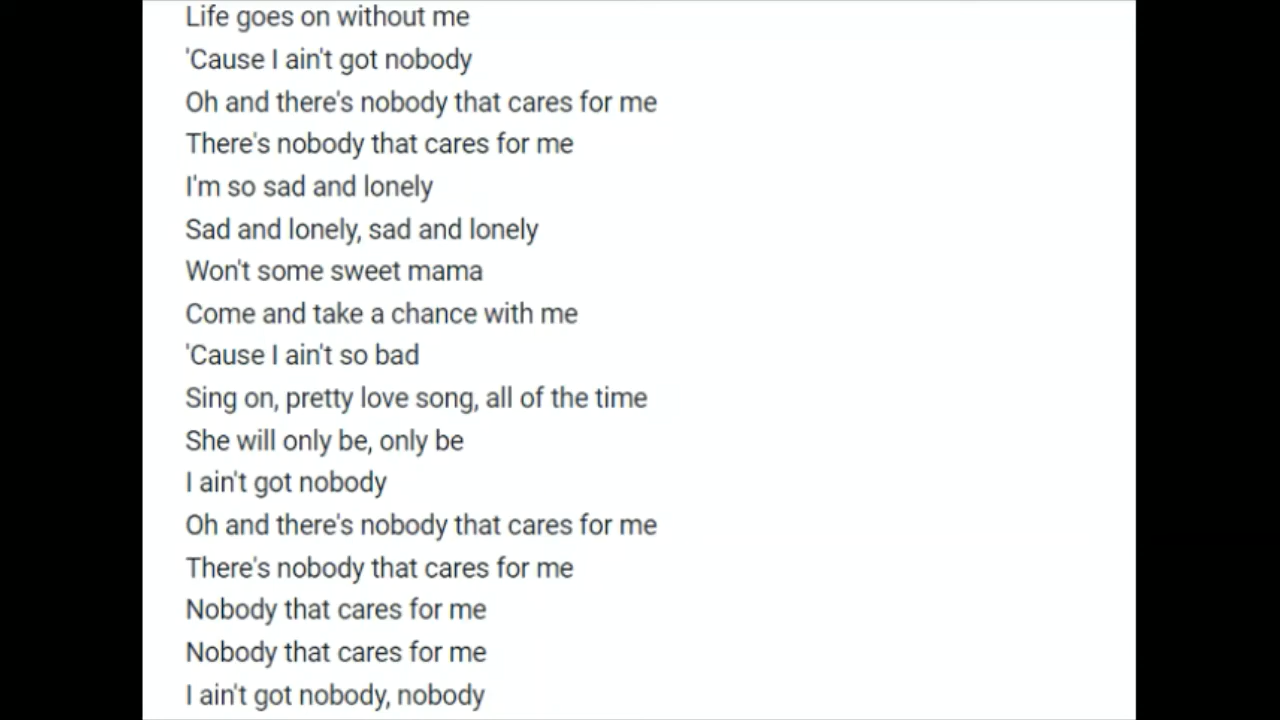 Life goes on without me
'Cause I ain't got nobody
Oh and there's nobody that cares for me
There's nobody that cares for me
I'm so sad and lonely
Sad and lonely, sad and lonely
Won't some sweet mama
Come and take a chance with me
'Cause I ain't so bad
Sing on, pretty love song, all of the time
She will only be, only be
I ain't got nobody
Oh and there's nobody that cares for me
There's nobody that cares for me
Nobody that cares for me
Nobody that cares for me
I ain't got nobody, nobody